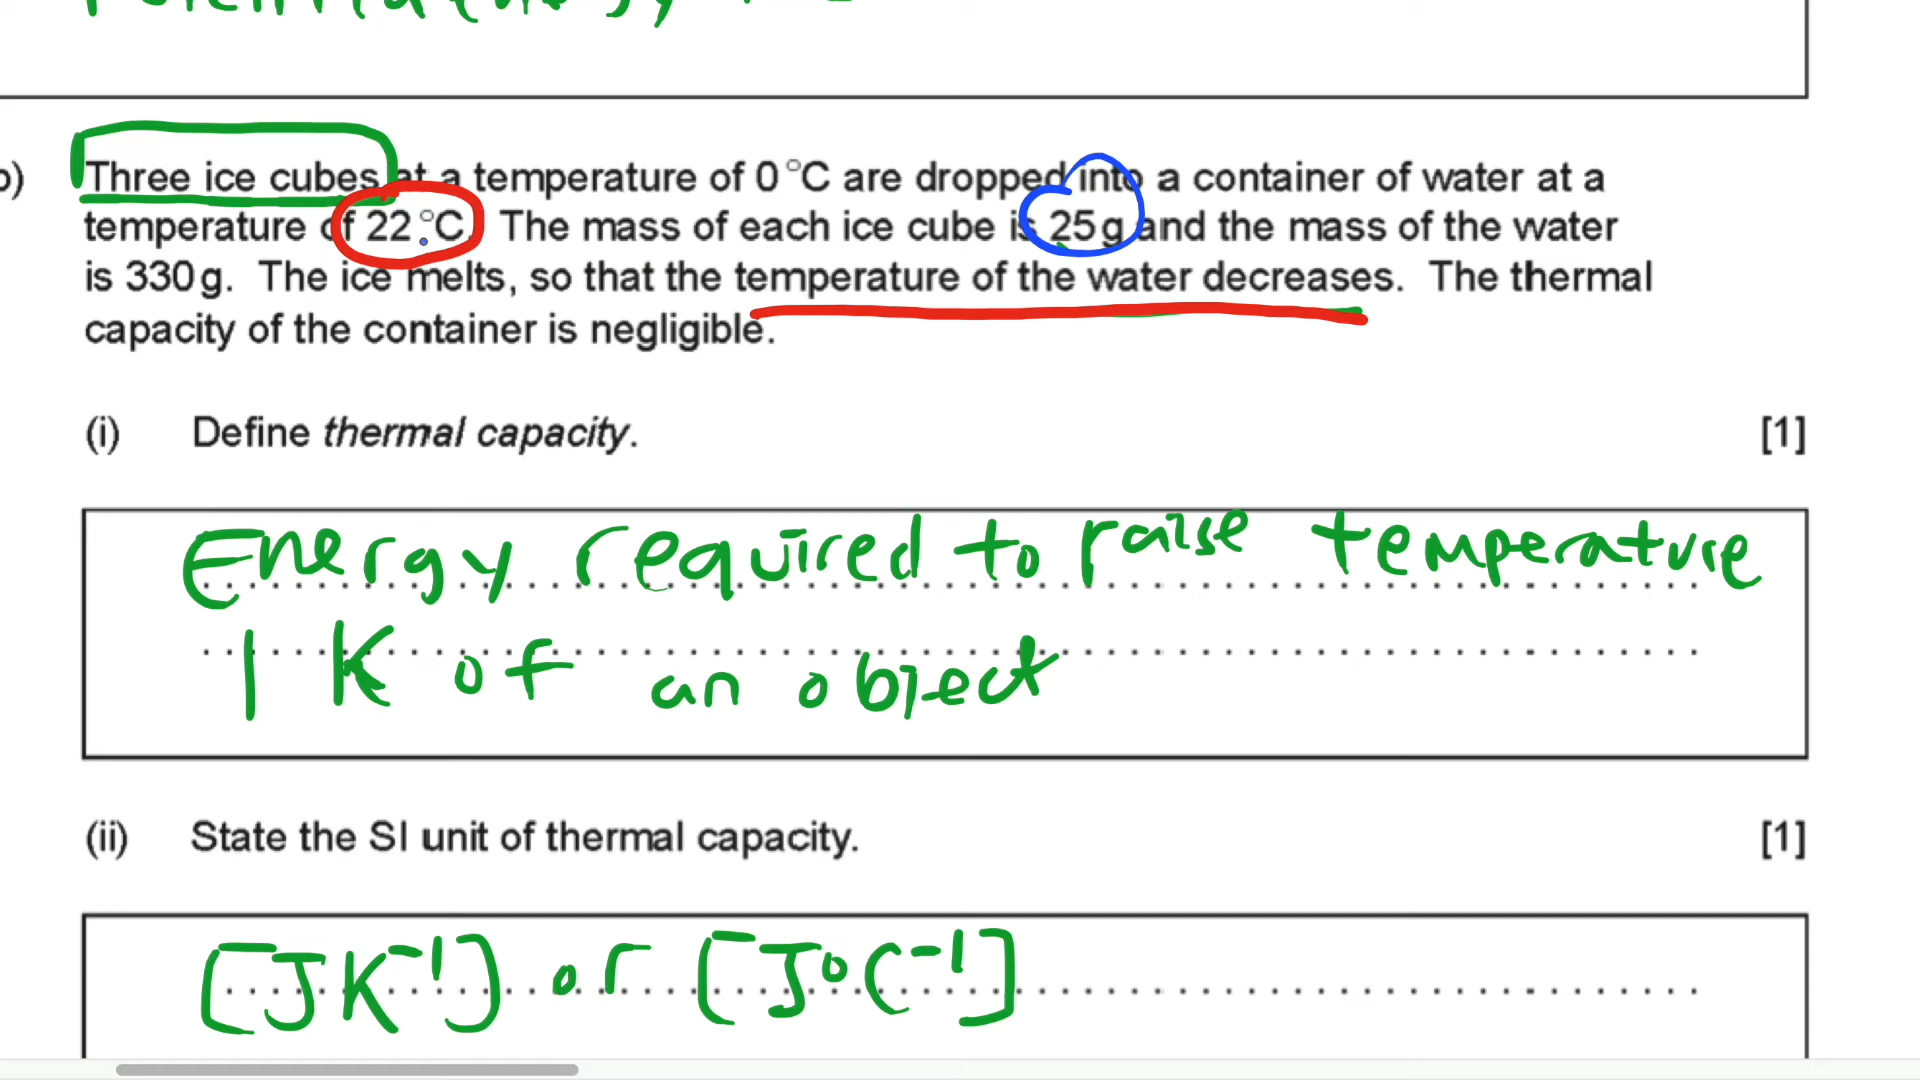 b) Three ice cubes at a temperature of 0 °C are dropped into a container of water at a
temperature of 22 °C. The mass of each ice cube is 25 g and the mass of the water
is 330 g. The ice melts, so that the temperature of the water decreases. The thermal
capacity of the container is negligible.
(i) Define thermal capacity. [1]
Energy required to raise temperature
1 K of an object
(ii) State the SI unit of thermal capacity. [1]
[JK⁻¹] or [J°C⁻¹]